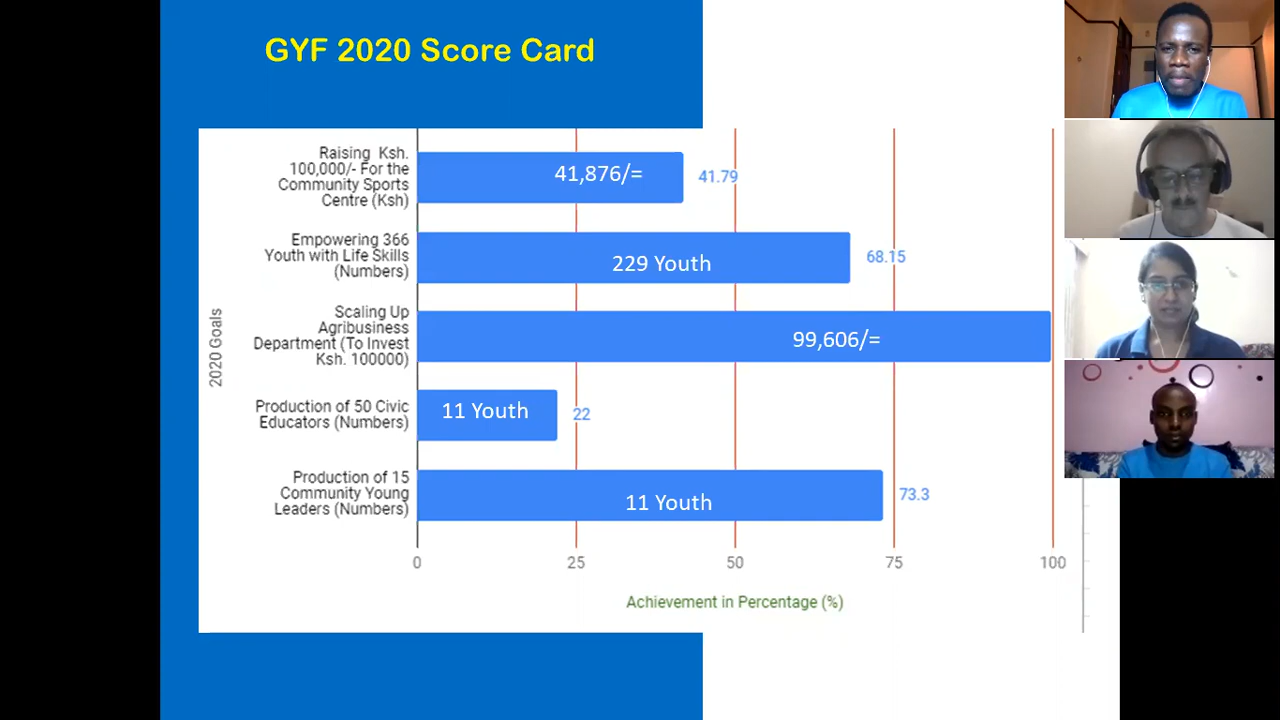 GYF 2020 Score Card
Raising Ksh.
100,000/- For the
Community Sports
Centre (Ksh)
41,876/=
41.79
Empowering 366
Youth with Life Skills
(Numbers)
229 Youth
68.15
Scaling Up
Agribusiness
Department (To Invest
Ksh. 100000)
99,606/=
Production of 50 Civic
Educators (Numbers)
11 Youth
22
Production of 15
Community Young
Leaders (Numbers)
11 Youth
73.3
2020 Goals
0 25 50 75 100
Achievement in Percentage (%)